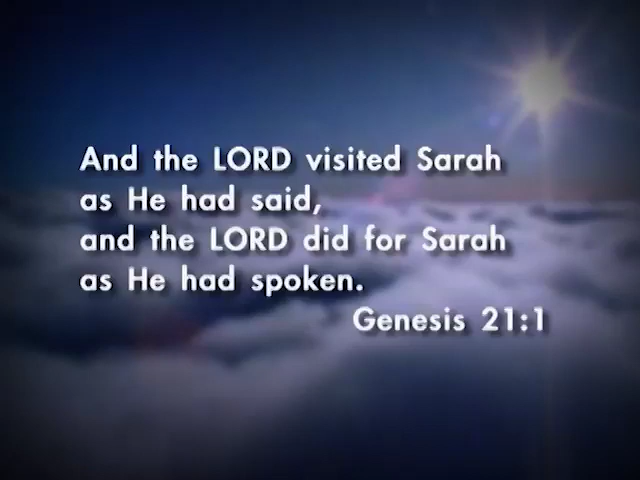 And the LORD visited Sarah
as He had said,
and the LORD did for Sarah
as He had spoken.
Genesis 21:1